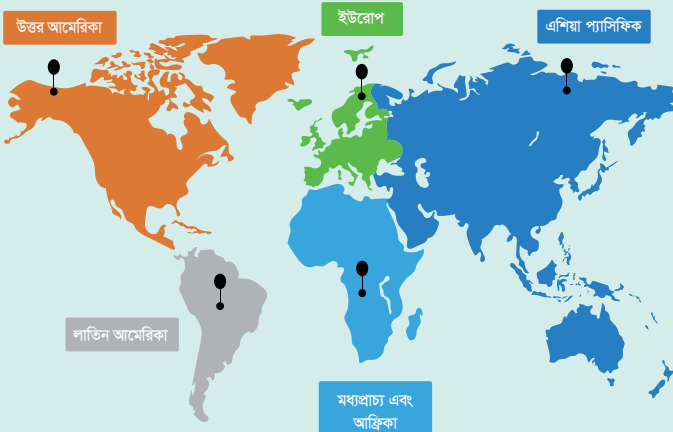 উত্তর আমেরিকা
ইউরোপ
এশিয়া প্যাসিফিক
লাতিন আমেরিকা
মধ্যপ্রাচ্য এবং
আফ্রিকা